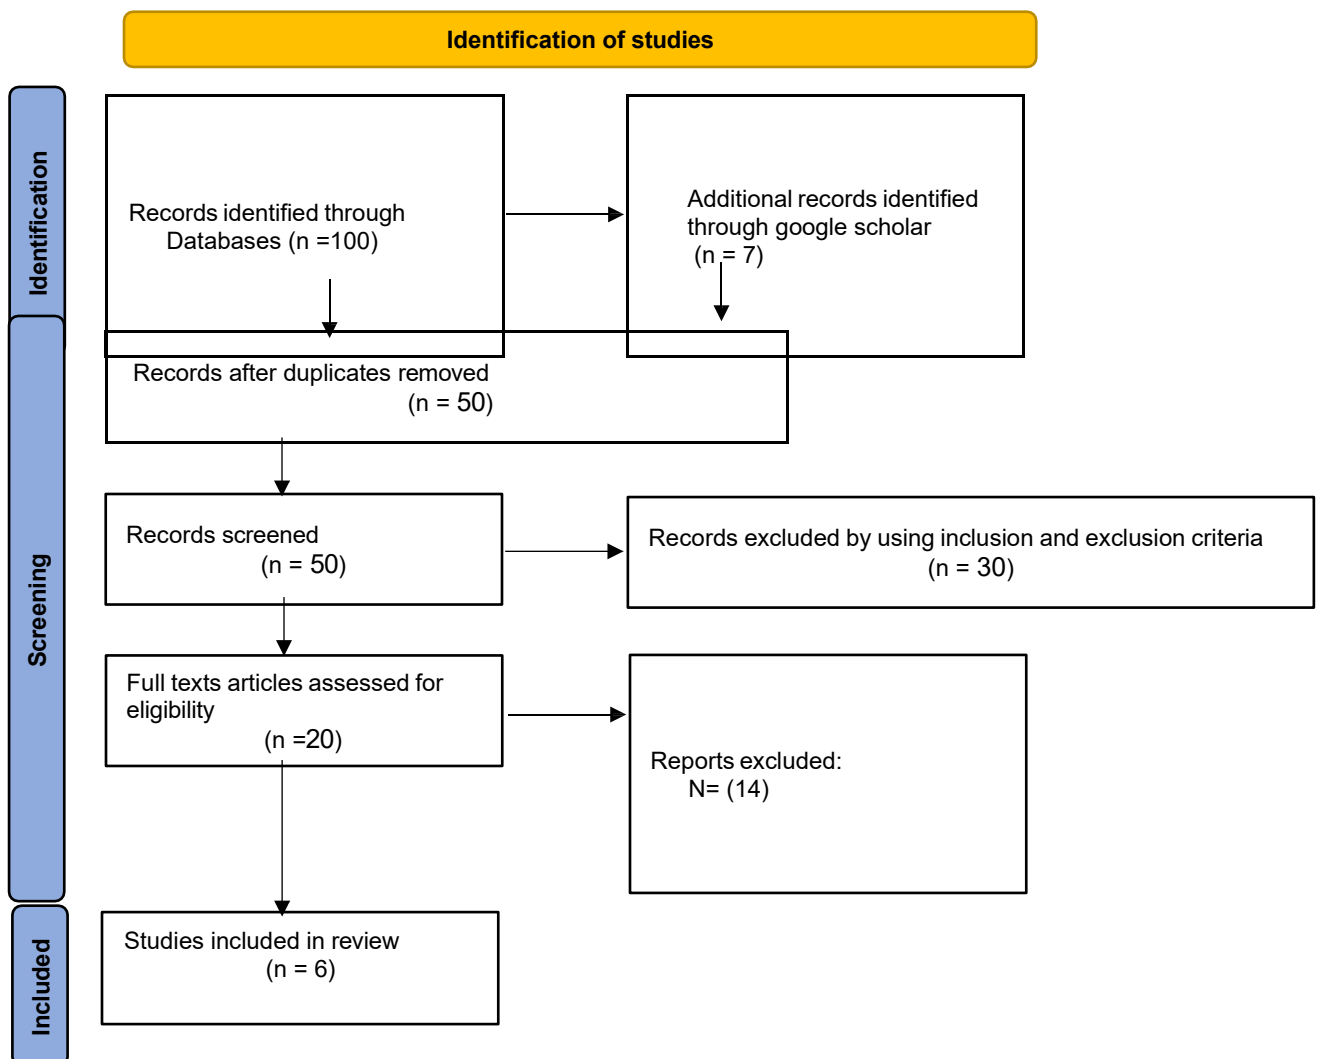 Identification of studies
Identification
Records identified through
Databases (n =100)
Additional records identified
through google scholar
(n = 7)
Records after duplicates removed
(n = 50)
Screening
Records screened
(n = 50)
Records excluded by using inclusion and exclusion criteria
(n = 30)
Full texts articles assessed for
eligibility
(n =20)
Reports excluded:
N= (14)
Included
Studies included in review
(n = 6)